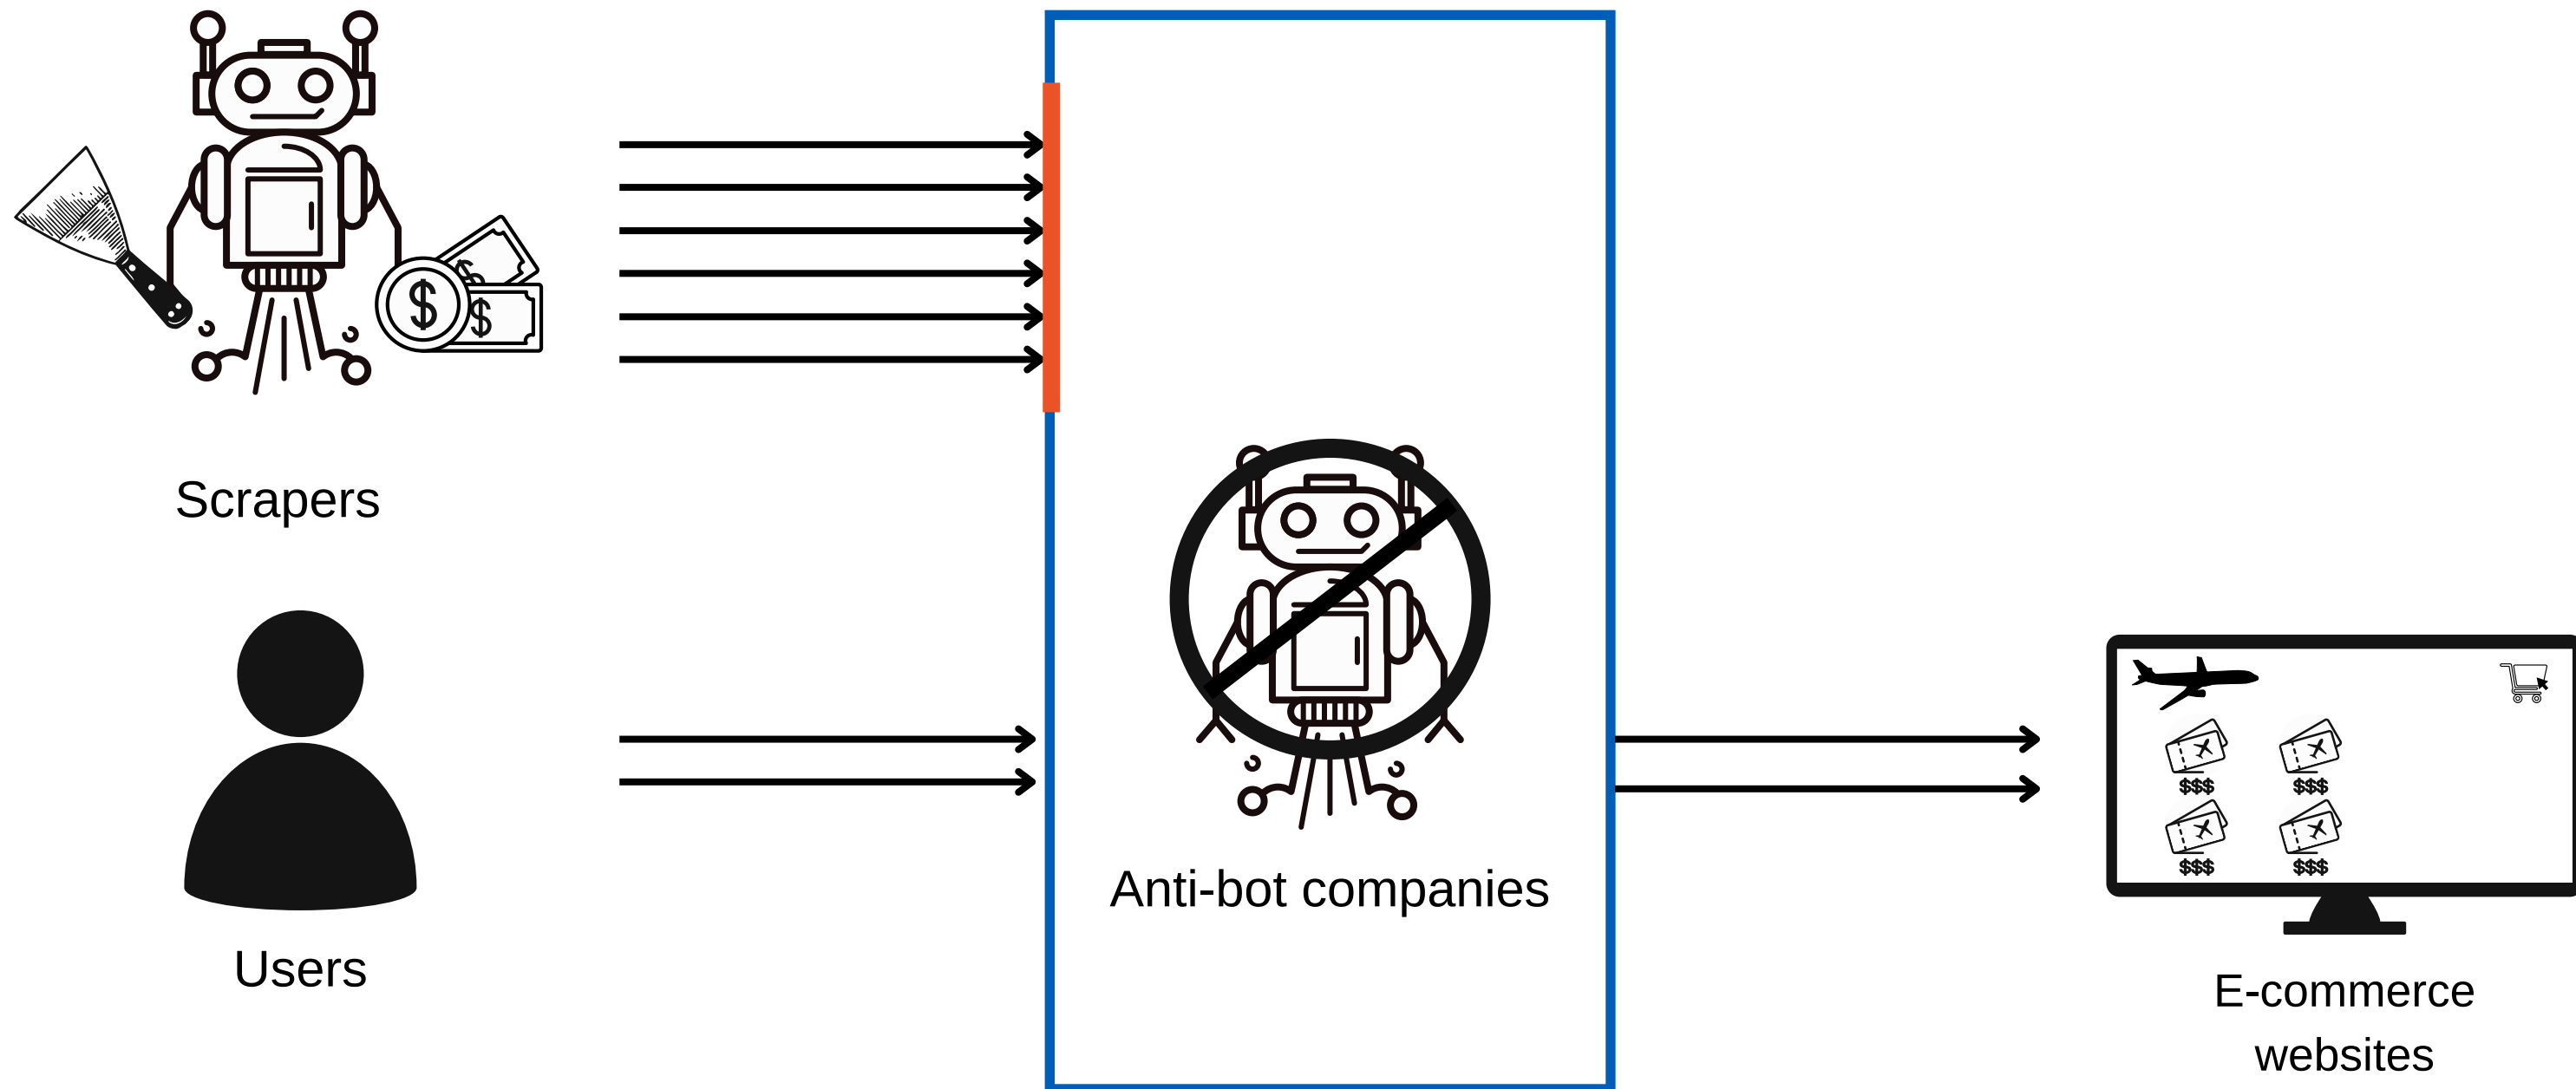 $
$
$
Scrapers
Users
Anti-bot companies
$$$
$$$
$$$
$$$
E-commerce
websites